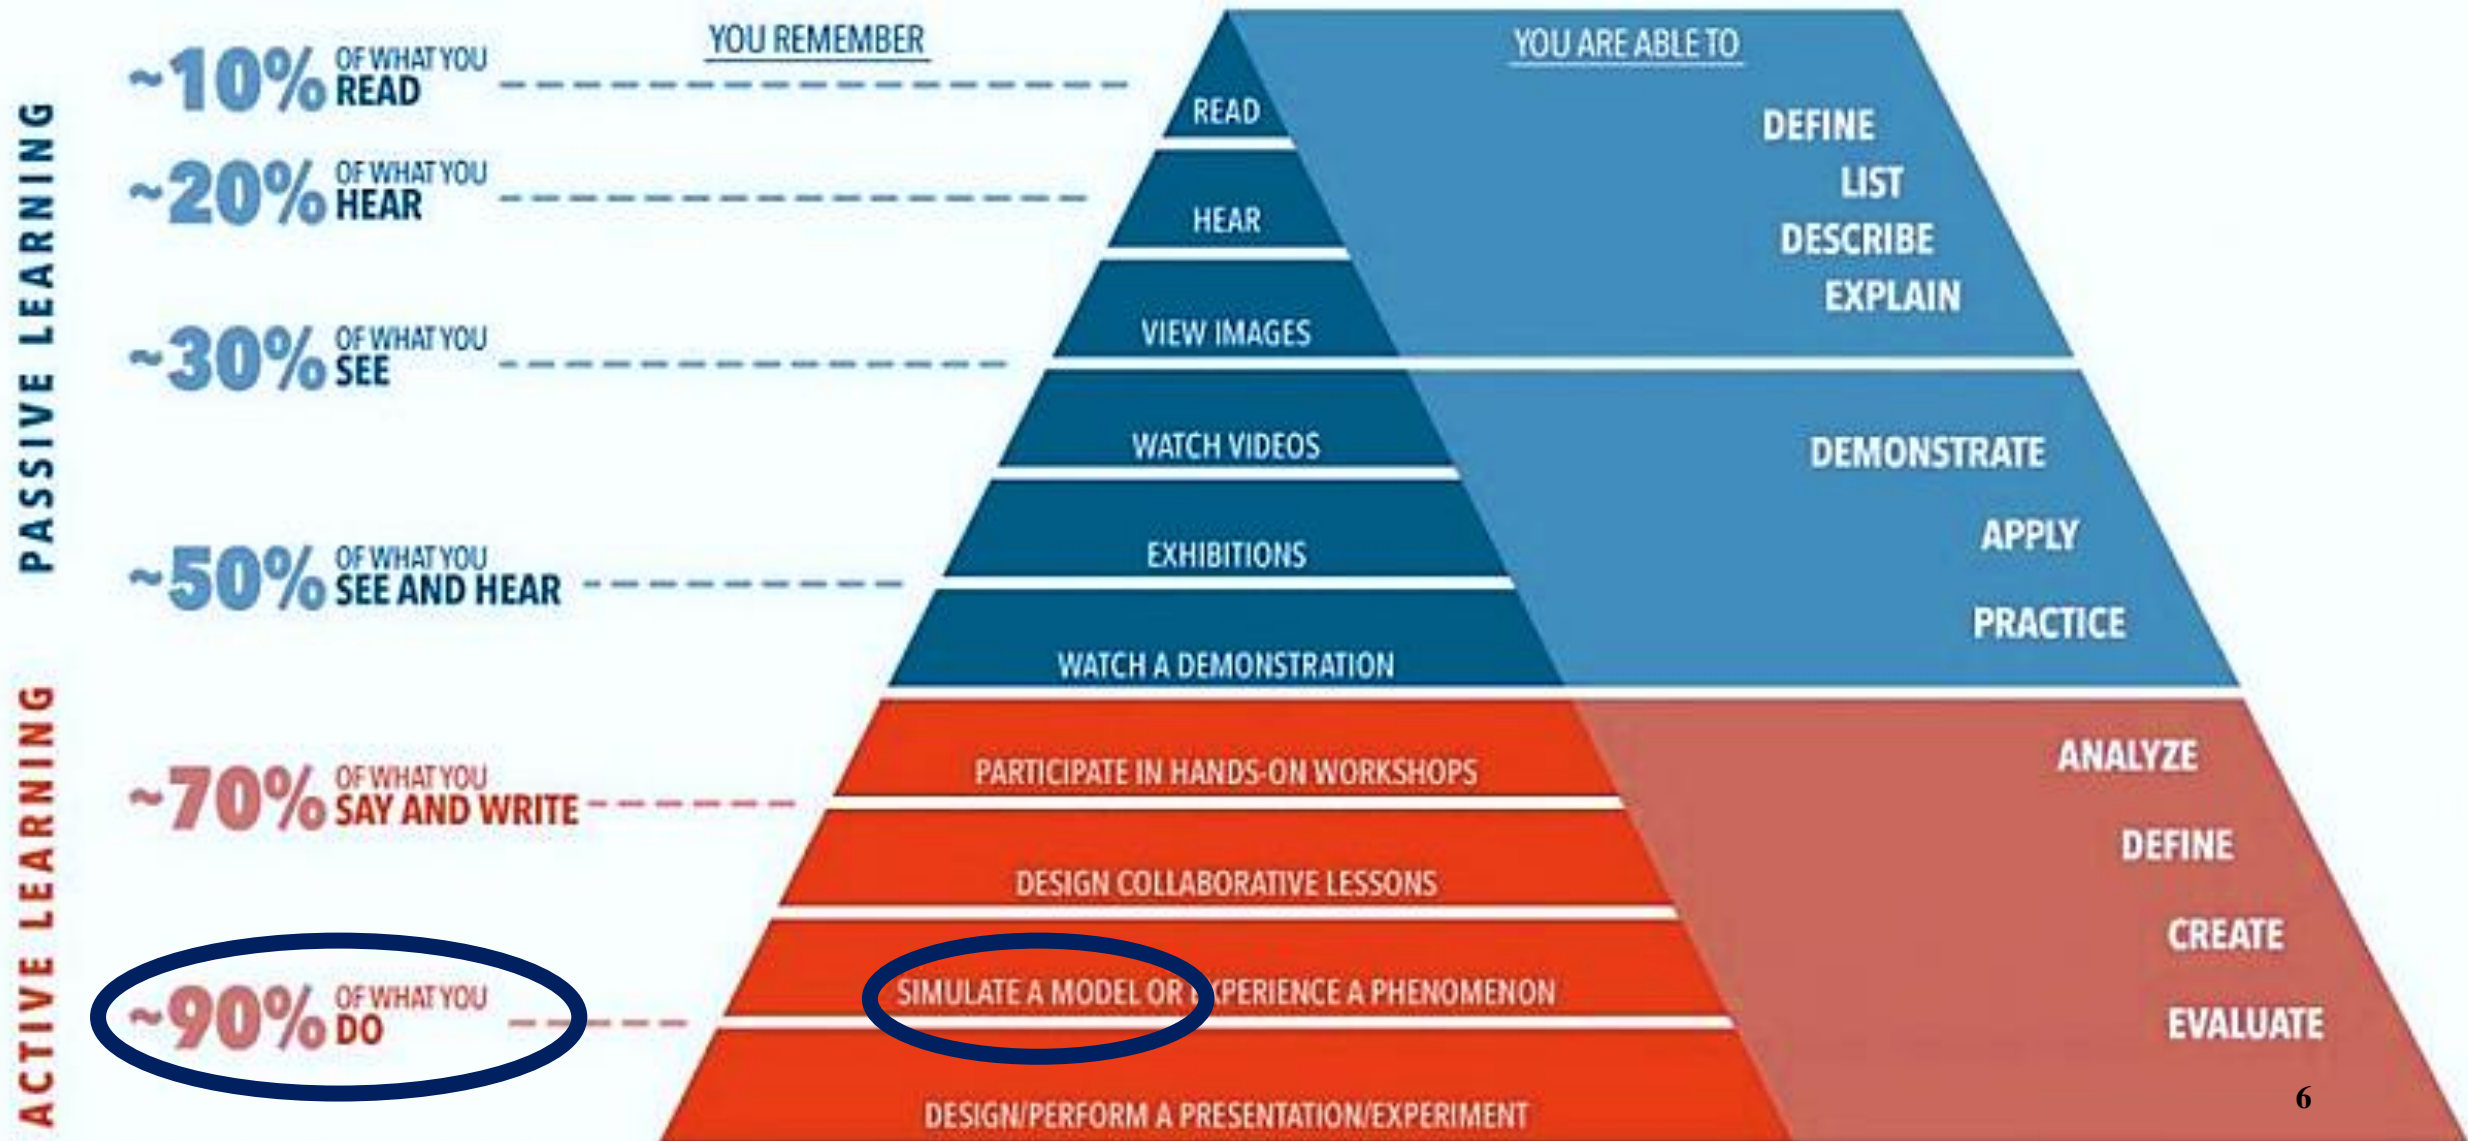 YOU REMEMBER
YOU ARE ABLE TO
PASSIVE LEARNING
~10% OF WHAT YOU
READ
READ
DEFINE
~20% OF WHAT YOU
HEAR
HEAR
LIST
DESCRIBE
EXPLAIN
~30% OF WHAT YOU
SEE
VIEW IMAGES
WATCH VIDEOS
DEMONSTRATE
EXHIBITIONS
APPLY
~50% OF WHAT YOU
SEE AND HEAR
PRACTICE
WATCH A DEMONSTRATION
ACTIVE LEARNING
~70% OF WHAT YOU
SAY AND WRITE
PARTICIPATE IN HANDS-ON WORKSHOPS
ANALYZE
DEFINE
DESIGN COLLABORATIVE LESSONS
CREATE
~90% OF WHAT YOU
DO
SIMULATE A MODEL OR EXPERIENCE A PHENOMENON
EVALUATE
DESIGN/PERFORM A PRESENTATION/EXPERIMENT
6